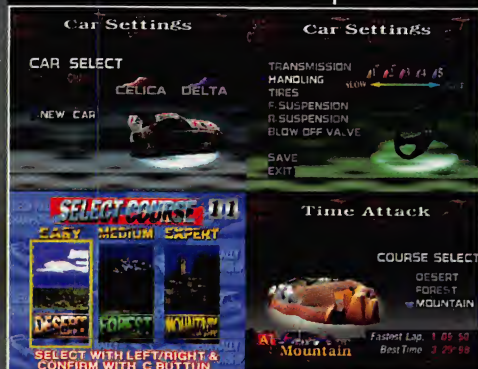 Car Settings
CAR SELECT
CELICA DELTA
NEW CAR
Car Settings
TRANSMISSION
HANDLING
TIRES
F.SUSPENSION
R.SUSPENSION
BLOW OFF VALVE
SAVE
EXIT
SELECT COURSE 11
EASY MEDIUM EXPERT
DESERT FOREST MOUNTAIN
SELECT WITH LEFT/RIGHT &
CONFIRM WITH C BUTTON
Time Attack
COURSE SELECT
DESERT
FOREST
MOUNTAIN
AT Mountain
Fastest Lap.
Best Time